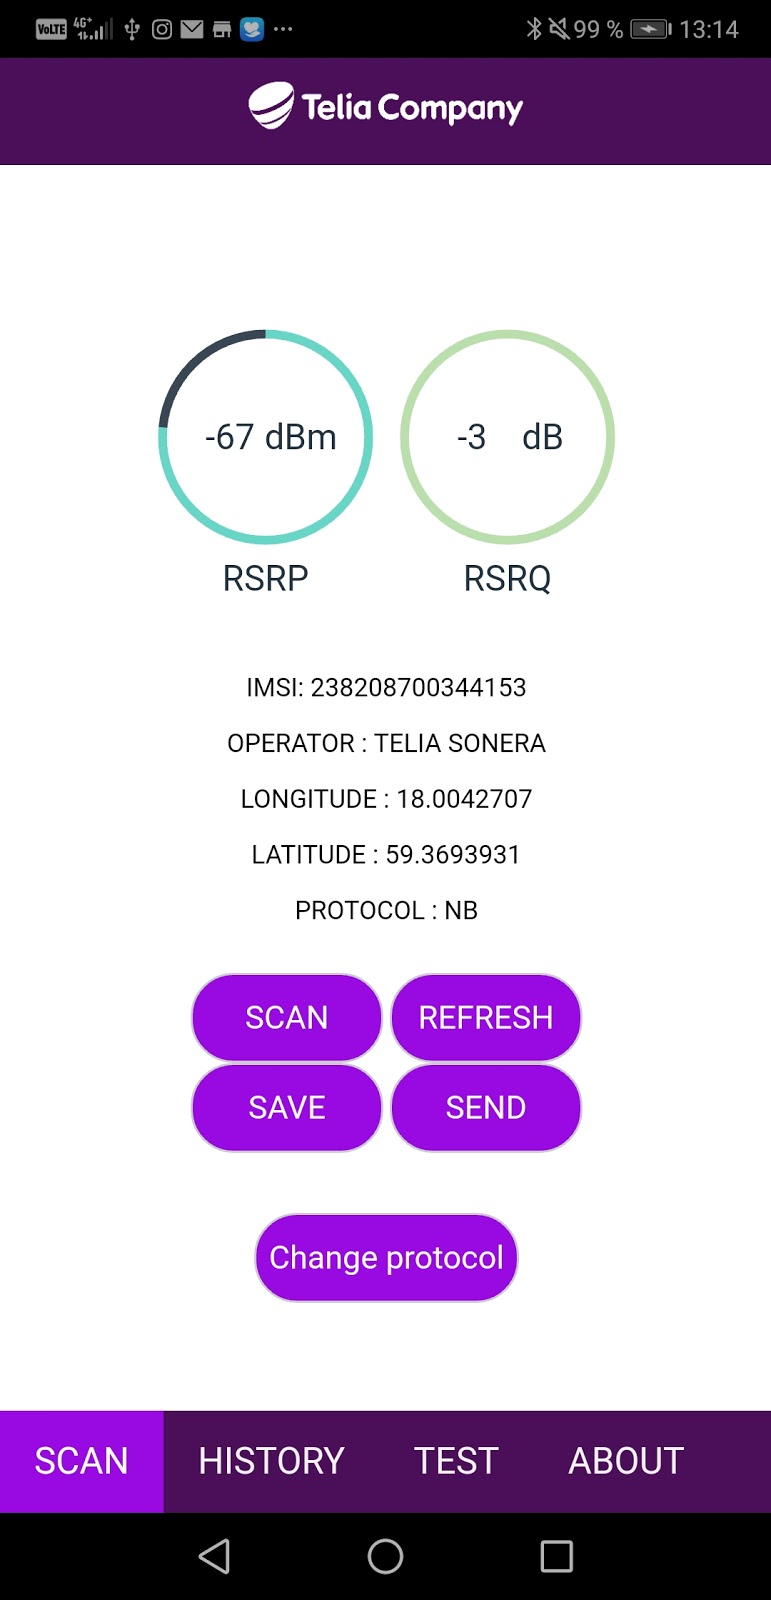 VoLTE 4G+ 99 % 13:14
Telia Company
-67 dBm -3 dB
RSRP RSRQ
IMSI: 238208700344153
OPERATOR : TELIA SONERA
LONGITUDE : 18.0042707
LATITUDE : 59.3693931
PROTOCOL : NB
SCAN REFRESH
SAVE SEND
Change protocol
SCAN HISTORY TEST ABOUT